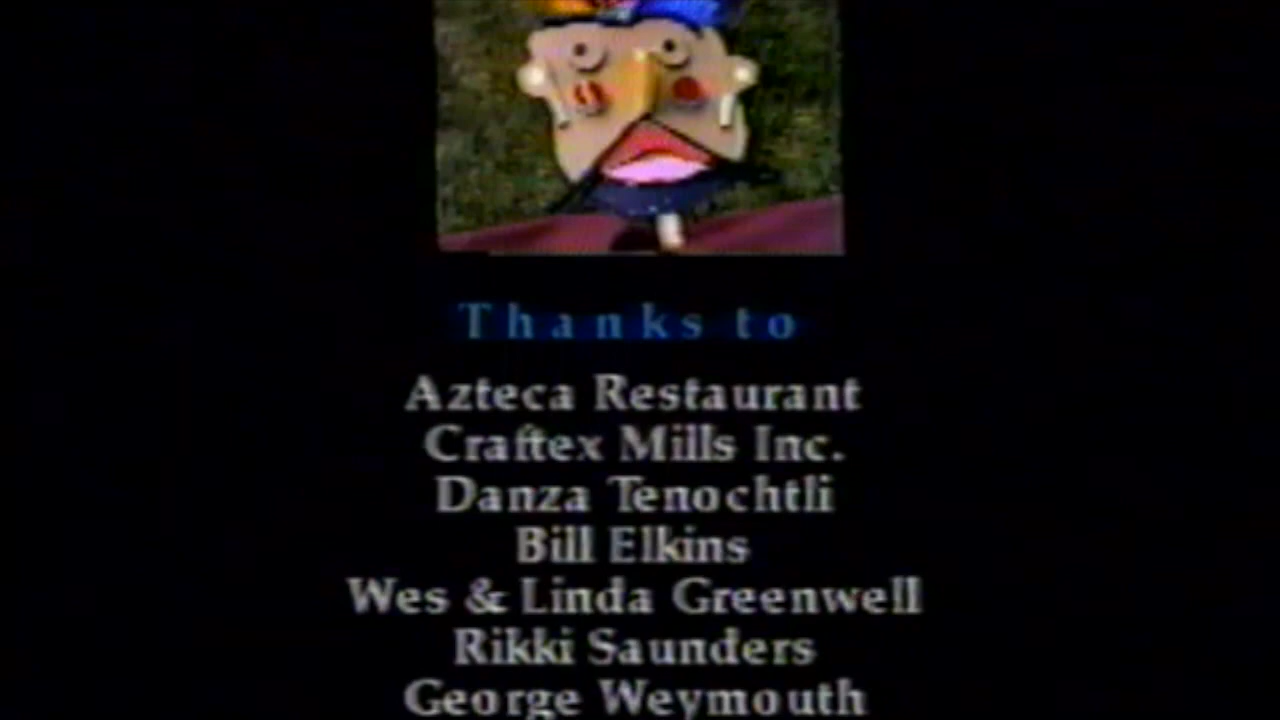 Thanks to
Azteca Restaurant
Craftex Mills Inc.
Danza Tenochtli
Bill Elkins
Wes & Linda Greenwell
Rikki Saunders
George Weymouth